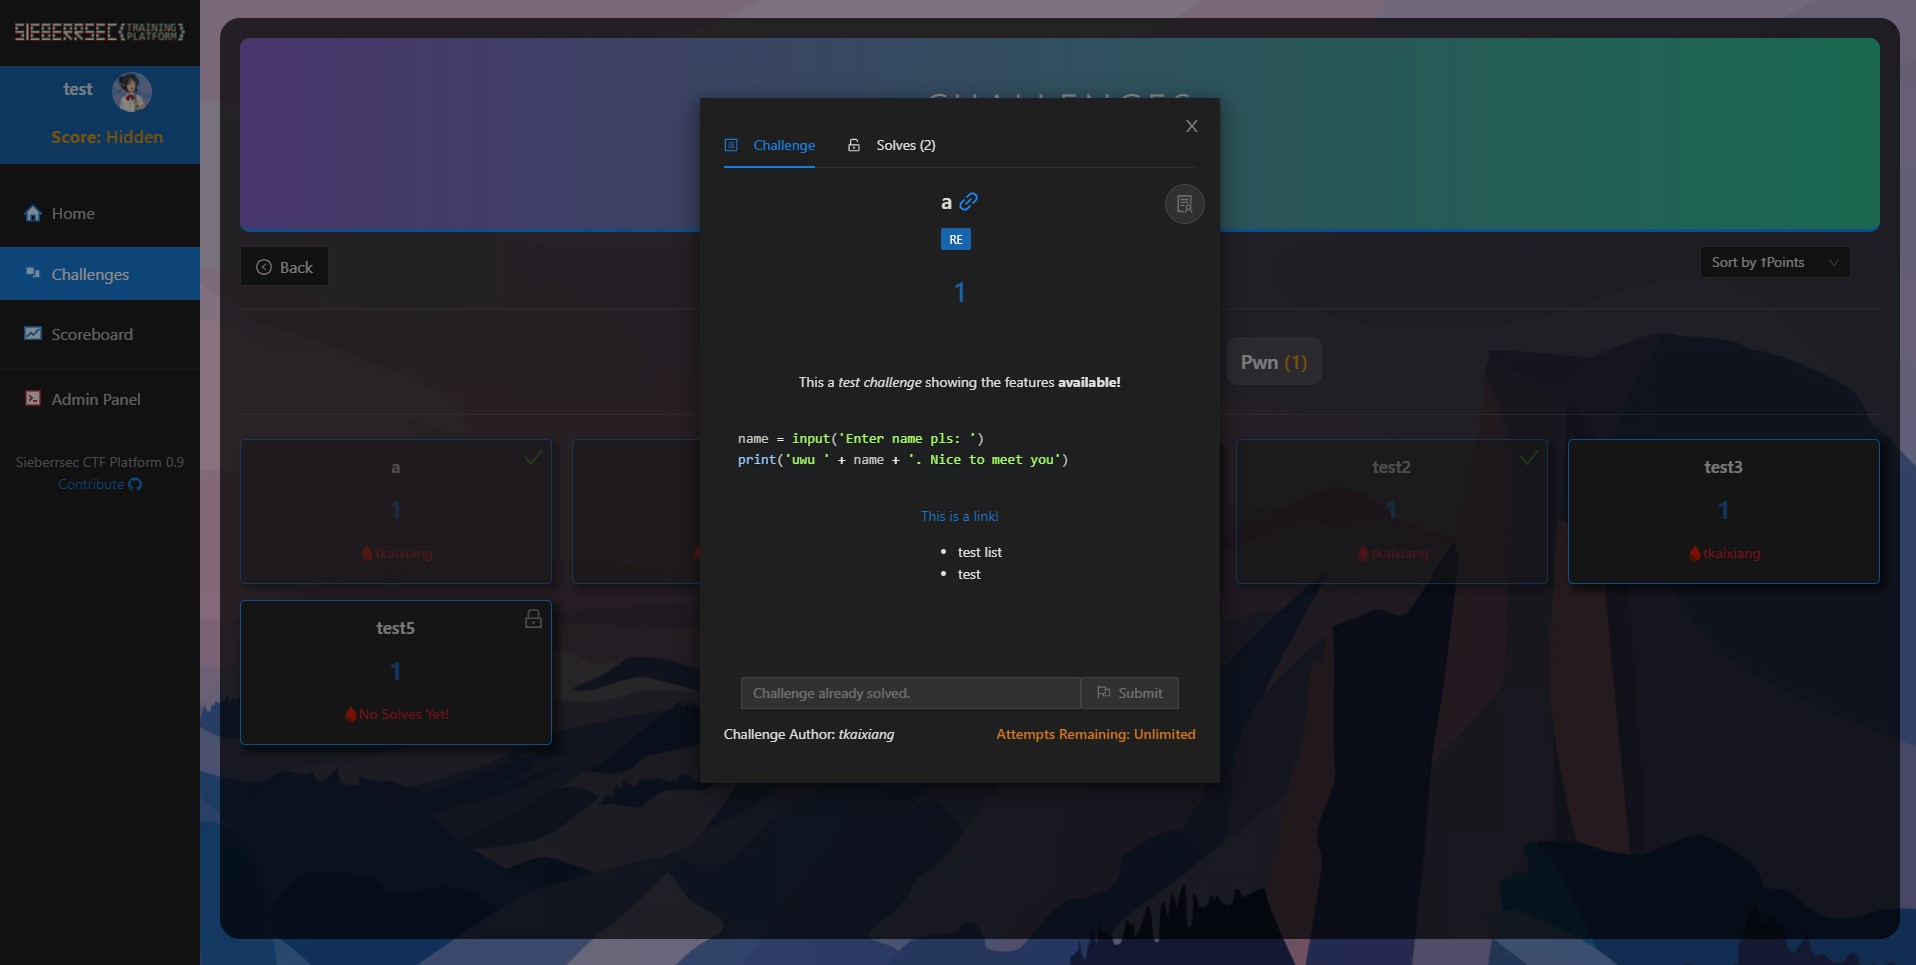 SIEBERRSEC{TRAINING PLATFORM}
test
Score: Hidden
Home
Challenges
Scoreboard
Admin Panel
Sieberrsec CTF Platform 0.9
Contribute
CHALLENGES
Back
Sort by ↑Points
Pwn (1)
a
1
tkaixiang
test2
1
tkaixiang
test3
1
tkaixiang
test5
1
No Solves Yet!
X
Challenge
Solves (2)
a
RE
1
This a test challenge showing the features available!
name = input('Enter name pls: ')
print('uwu ' + name + '. Nice to meet you')
This is a link!
• test list
• test
Challenge already solved.
Submit
Challenge Author: tkaixiang
Attempts Remaining: Unlimited